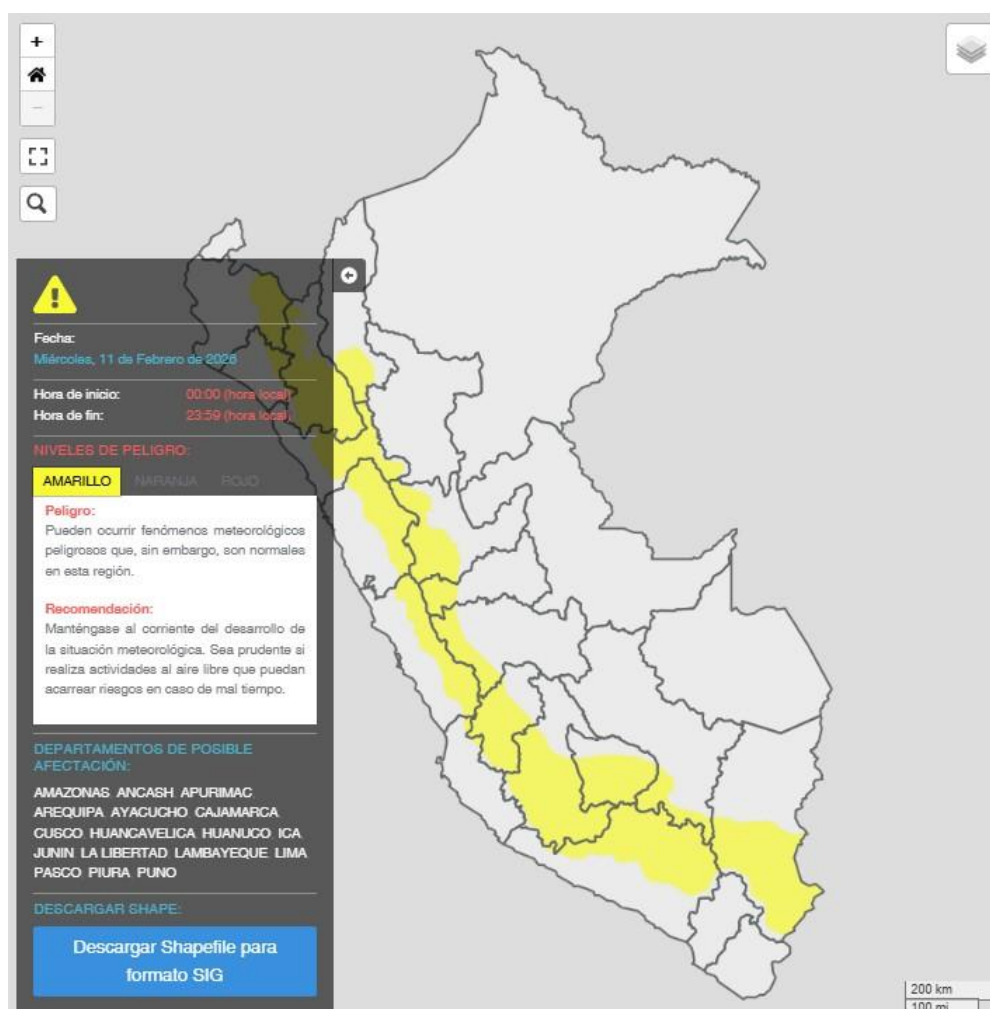 +
−
Fecha:
Miércoles, 11 de Febrero de 2026
Hora de inicio: 00:00 (hora local)
Hora de fin: 23:59 (hora local)
NIVELES DE PELIGRO:
AMARILLO NARANJA ROJO
Peligro:
Pueden ocurrir fenómenos meteorológicos
peligrosos que, sin embargo, son normales
en esta región.
Recomendación:
Manténgase al corriente del desarrollo de
la situación meteorológica. Sea prudente si
realiza actividades al aire libre que puedan
acarrear riesgos en caso de mal tiempo.
DEPARTAMENTOS DE POSIBLE
AFECTACIÓN:
AMAZONAS ANCASH APURIMAC
AREQUIPA AYACUCHO CAJAMARCA
CUSCO HUANCAVELICA HUANUCO ICA
JUNIN LA LIBERTAD LAMBAYEQUE LIMA
PASCO PIURA PUNO
DESCARGAR SHAPE:
Descargar Shapefile para
formato SIG
200 km
100 mi